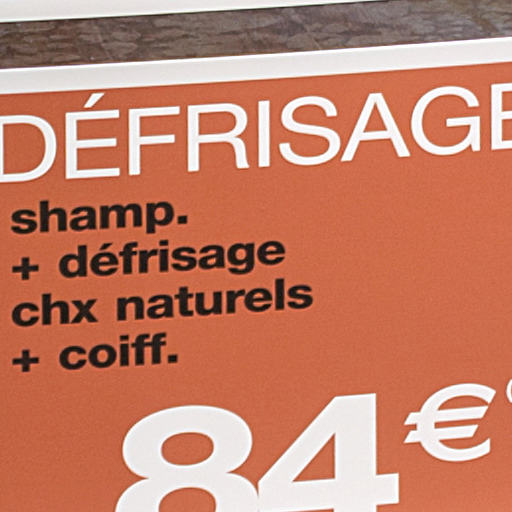 DÉFRISAGE
shamp.
+ défrisage
chx naturels
+ coiff.
84€